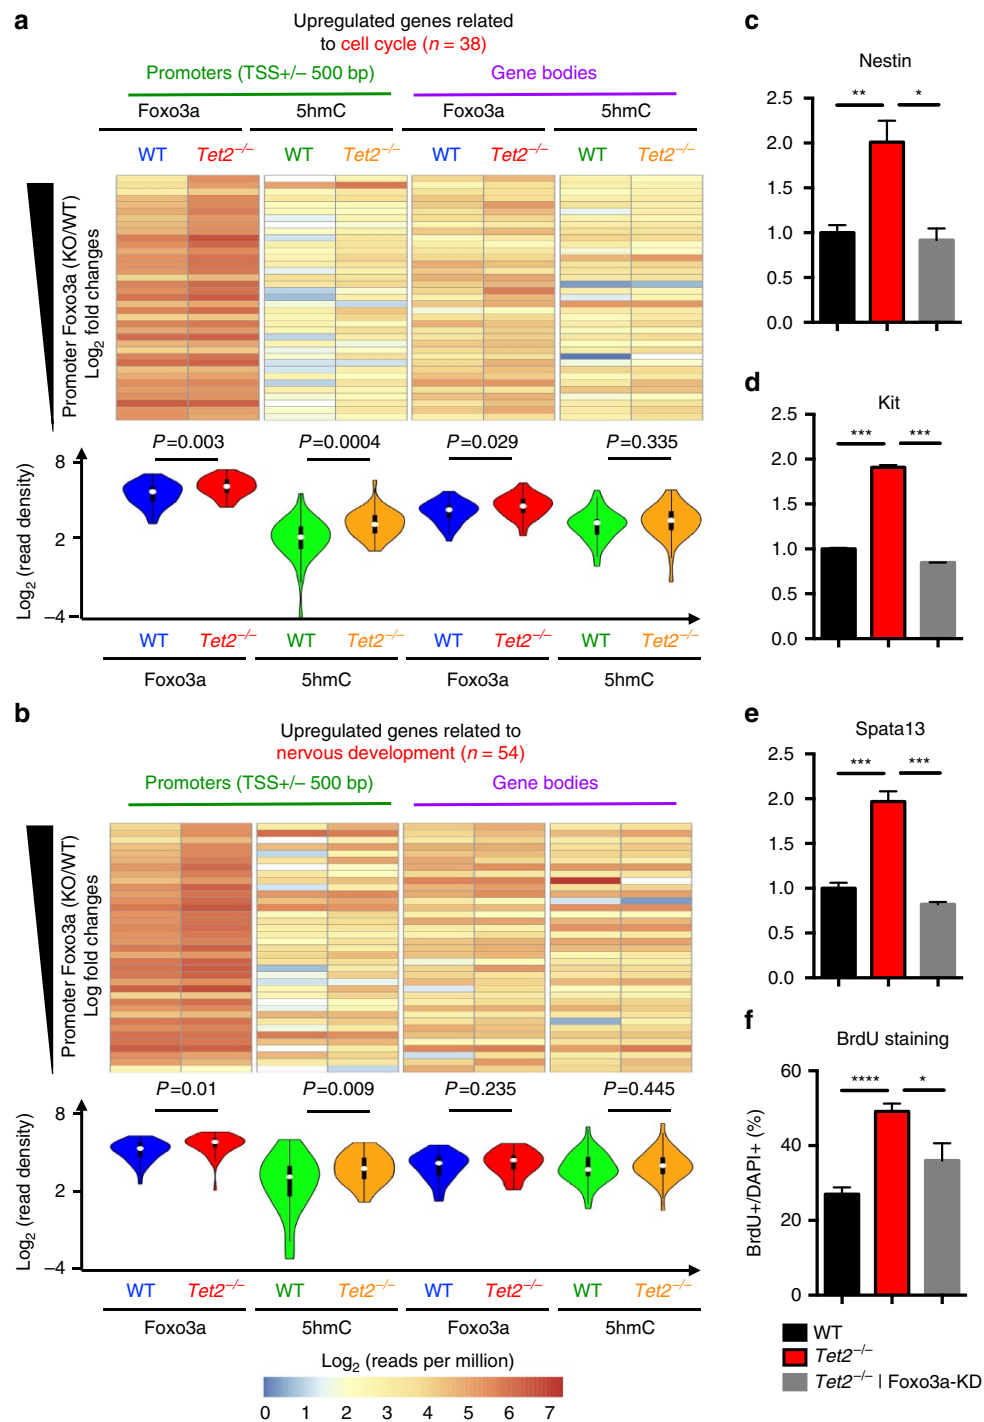 a
Upregulated genes related
to cell cycle (n = 38)
Promoters (TSS+/– 500 bp)
Gene bodies
Foxo3a
5hmC
Foxo3a
5hmC
WT
Tet2–/–
WT
Tet2–/–
WT
Tet2–/–
WT
Tet2–/–
Promoter Foxo3a (KO/WT)
Log2 fold changes
P=0.003
P=0.0004
P=0.029
P=0.335
Log2 (read density)
8
2
–4
WT
Tet2–/–
WT
Tet2–/–
WT
Tet2–/–
WT
Tet2–/–
Foxo3a
5hmC
Foxo3a
5hmC
b
Upregulated genes related to
nervous development (n = 54)
Promoters (TSS+/– 500 bp)
Gene bodies
Promoter Foxo3a (KO/WT)
Log fold changes
P=0.01
P=0.009
P=0.235
P=0.445
Log2 (read density)
8
2
–4
WT
Tet2–/–
WT
Tet2–/–
WT
Tet2–/–
WT
Tet2–/–
Foxo3a
5hmC
Foxo3a
5hmC
Log2 (reads per million)
0 1 2 3 4 5 6 7
c
Nestin
** *
2.5
2.0
1.5
1.0
0.5
0.0
d
Kit
*** ***
2.5
2.0
1.5
1.0
0.5
0.0
e
Spata13
*** ***
2.5
2.0
1.5
1.0
0.5
0.0
f
BrdU staining
**** *
BrdU+/DAPI+ (%)
60
40
20
0
WT
Tet2–/–
Tet2–/– | Foxo3a-KD